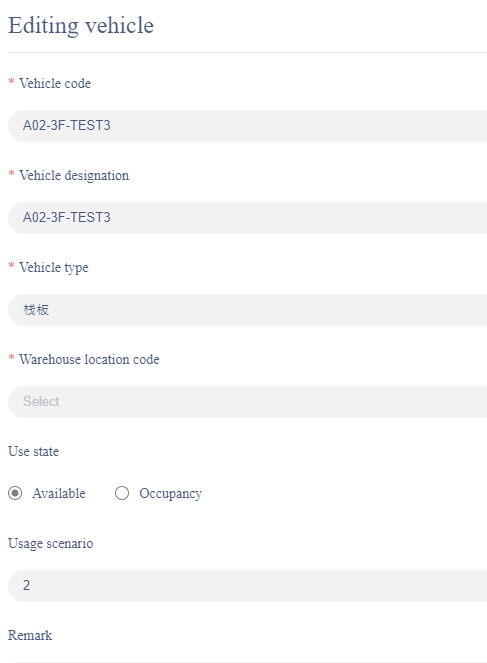 Editing vehicle
* Vehicle code
A02-3F-TEST3
* Vehicle designation
A02-3F-TEST3
* Vehicle type
栈板
* Warehouse location code
Select
Use state
Available Occupancy
Usage scenario
2
Remark